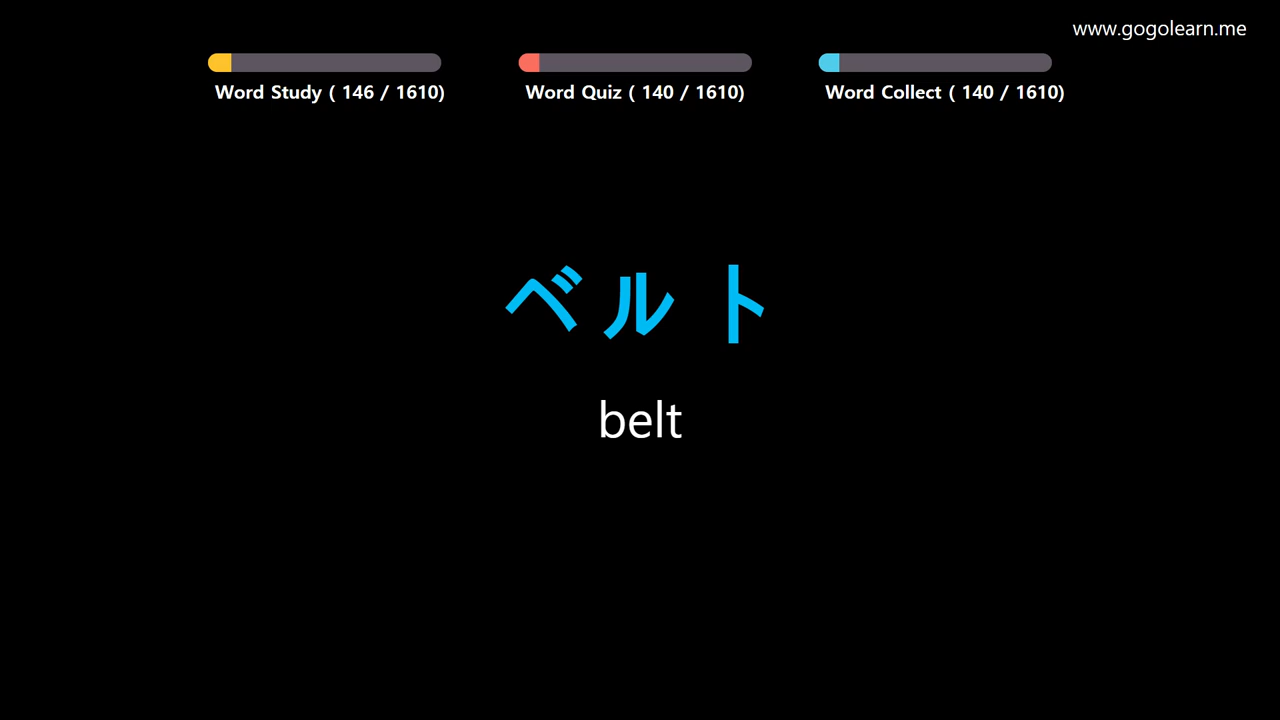 www.gogolearn.me
Word Study ( 146 / 1610)
Word Quiz ( 140 / 1610)
Word Collect ( 140 / 1610)
ベルト
belt